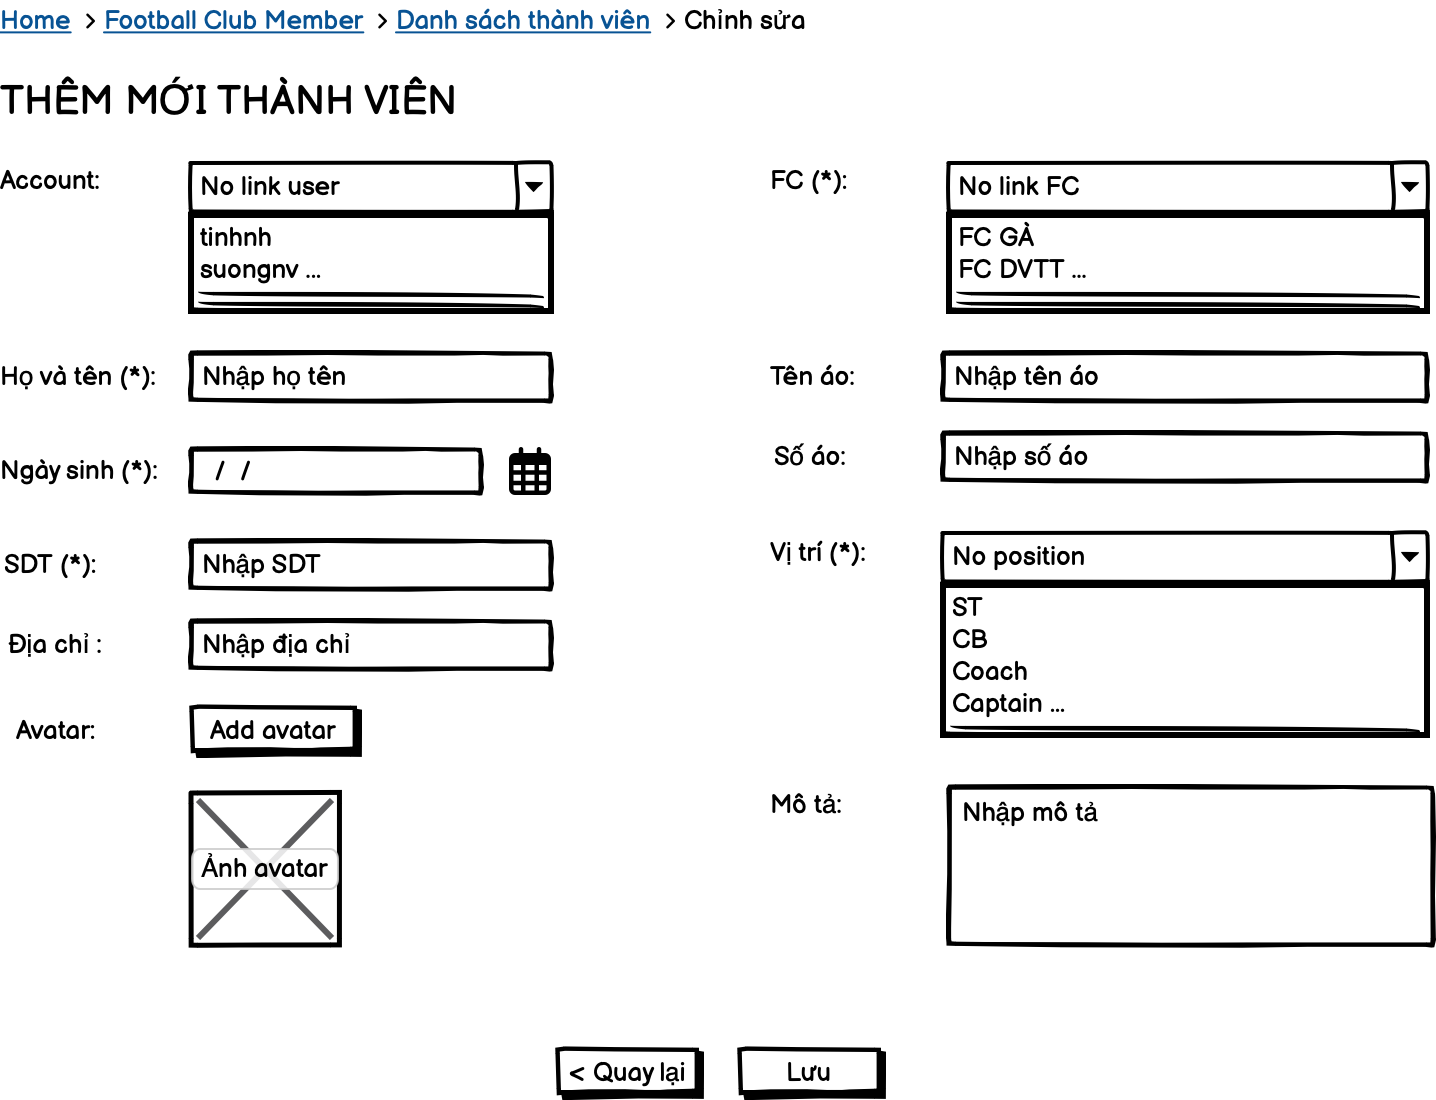 Home > Football Club Member > Danh sách thành viên > Chỉnh sửa
THÊM MỚI THÀNH VIÊN
Account:
No link user
tinhnh
suongnv ...
FC (*):
No link FC
FC GÀ
FC DVTT ...
Họ và tên (*):
Nhập họ tên
Tên áo:
Nhập tên áo
Ngày sinh (*):
/ /
Số áo:
Nhập số áo
SDT (*):
Nhập SDT
Vị trí (*):
No position
ST
CB
Coach
Captain ...
Địa chỉ :
Nhập địa chỉ
Avatar:
Add avatar
Ảnh avatar
Mô tả:
Nhập mô tả
< Quay lại
Lưu